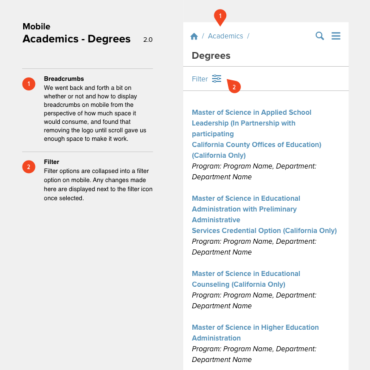 Mobile
Academics - Degrees 2.0
1
Breadcrumbs
We went back and forth a bit on
whether or not and how to display
breadcrumbs on mobile from the
perspective of how much space it
would consume, and found that
removing the logo until scroll gave us
enough space to make it work.
2
Filter
Filter options are collapsed into a filter
option on mobile. Any changes made
here are displayed next to the filter icon
once selected.
1
/ Academics /
Degrees
Filter
2
Master of Science in Applied School
Leadership (In Partnership with
participating
California County Offices of Education)
(California Only)
Program: Program Name, Department:
Department Name
Master of Science in Educational
Administration with Preliminary
Administrative
Services Credential Option (California Only)
Program: Program Name, Department:
Department Name
Master of Science in Educational
Counseling (California Only)
Program: Program Name, Department:
Department Name
Master of Science in Higher Education
Administration
Program: Program Name, Department:
Department Name